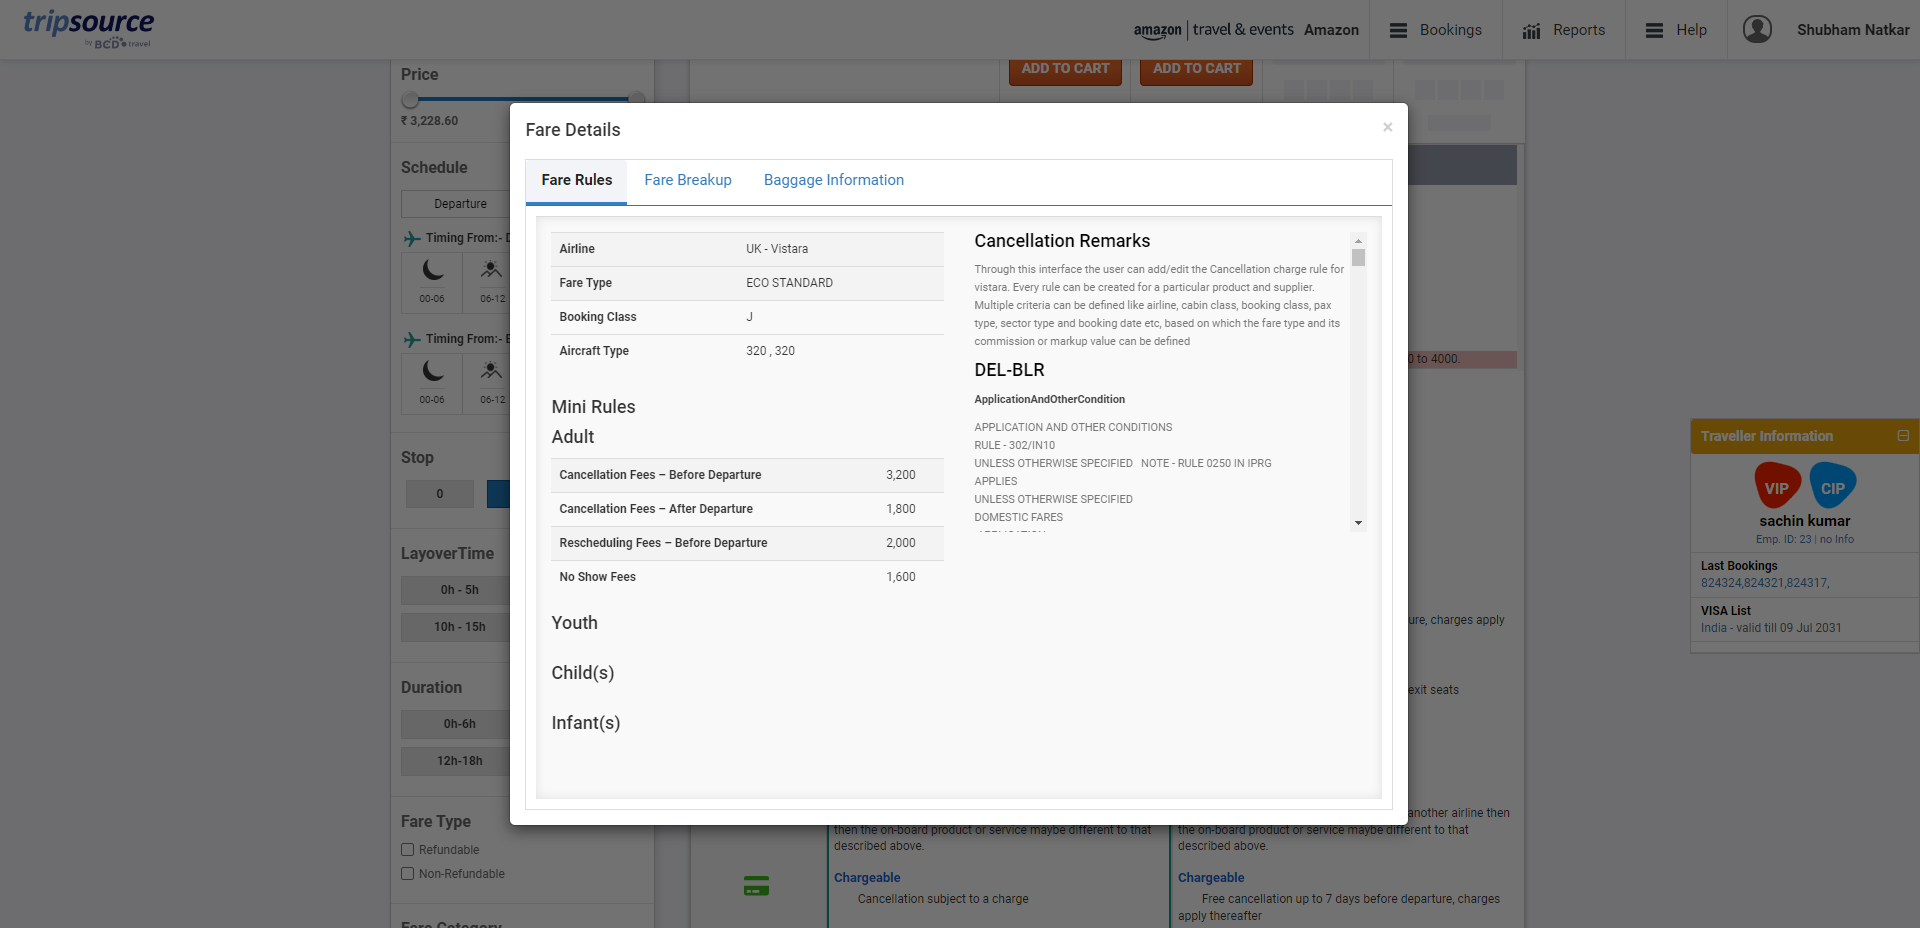 tripsource
by BCD travel
amazon | travel & events Amazon
Bookings
Reports
Help
Shubham Natkar
Price
₹ 3,228.60
Schedule
Departure
Timing From:-
00-06
06-12
Timing From:-
00-06
06-12
Stop
0
LayoverTime
0h - 5h
10h - 15h
Duration
0h-6h
12h-18h
Fare Type
Refundable
Non-Refundable
Fare Category
ADD TO CART
ADD TO CART
Fare Details
×
Fare Rules
Fare Breakup
Baggage Information
Airline UK - Vistara
Fare Type ECO STANDARD
Booking Class J
Aircraft Type 320 , 320
Mini Rules
Adult
Cancellation Fees – Before Departure 3,200
Cancellation Fees – After Departure 1,800
Rescheduling Fees – Before Departure 2,000
No Show Fees 1,600
Youth
Child(s)
Infant(s)
Cancellation Remarks
Through this interface the user can add/edit the Cancellation charge rule for
vistara. Every rule can be created for a particular product and supplier.
Multiple criteria can be defined like airline, cabin class, booking class, pax
type, sector type and booking date etc, based on which the fare type and its
commission or markup value can be defined
DEL-BLR
ApplicationAndOtherCondition
APPLICATION AND OTHER CONDITIONS
RULE - 302/IN10
UNLESS OTHERWISE SPECIFIED NOTE - RULE 0250 IN IPRG
APPLIES
UNLESS OTHERWISE SPECIFIED
DOMESTIC FARES
0 to 4000.
ure, charges apply
exit seats
another airline then
then the on-board product or service maybe different to that
described above.
the on-board product or service maybe different to that
described above.
Chargeable
Cancellation subject to a charge
Chargeable
Free cancellation up to 7 days before departure, charges
apply thereafter
Traveller Information
VIP
CIP
sachin kumar
Emp. ID: 23 | no Info
Last Bookings
824324,824321,824317,
VISA List
India - valid till 09 Jul 2031